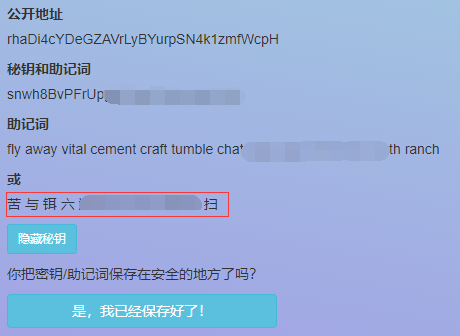 公开地址
rhaDi4cYDeGZAVrLyBYurpSN4k1zmfWcpH
秘钥和助记词
snwh8BvPFrUp
助记词
fly away vital cement craft tumble chat th ranch
或
苦 与 铒 六 扫
隐藏秘钥
你把密钥/助记词保存在安全的地方了吗?
是，我已经保存好了！